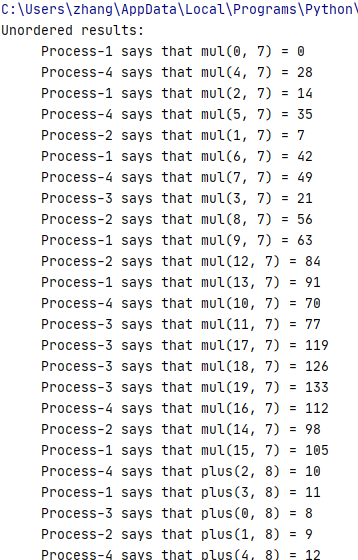 C:\Users\zhang\AppData\Local\Programs\Python\
Unordered results:
Process-1 says that mul(0, 7) = 0
Process-4 says that mul(4, 7) = 28
Process-1 says that mul(2, 7) = 14
Process-4 says that mul(5, 7) = 35
Process-2 says that mul(1, 7) = 7
Process-1 says that mul(6, 7) = 42
Process-4 says that mul(7, 7) = 49
Process-3 says that mul(3, 7) = 21
Process-2 says that mul(8, 7) = 56
Process-1 says that mul(9, 7) = 63
Process-2 says that mul(12, 7) = 84
Process-1 says that mul(13, 7) = 91
Process-4 says that mul(10, 7) = 70
Process-3 says that mul(11, 7) = 77
Process-3 says that mul(17, 7) = 119
Process-3 says that mul(18, 7) = 126
Process-3 says that mul(19, 7) = 133
Process-4 says that mul(16, 7) = 112
Process-2 says that mul(14, 7) = 98
Process-1 says that mul(15, 7) = 105
Process-4 says that plus(2, 8) = 10
Process-1 says that plus(3, 8) = 11
Process-3 says that plus(0, 8) = 8
Process-2 says that plus(1, 8) = 9
Process-4 says that plus(4, 8) = 12